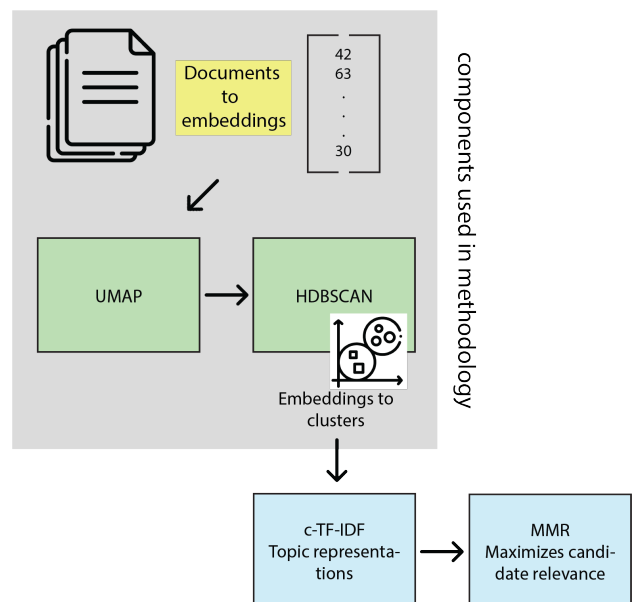 Documents
to
embeddings
42
63
.
.
.
30
components used in methodology
UMAP
HDBSCAN
Embeddings to
clusters
c-TF-IDF
Topic representa-
tions
MMR
Maximizes candi-
date relevance